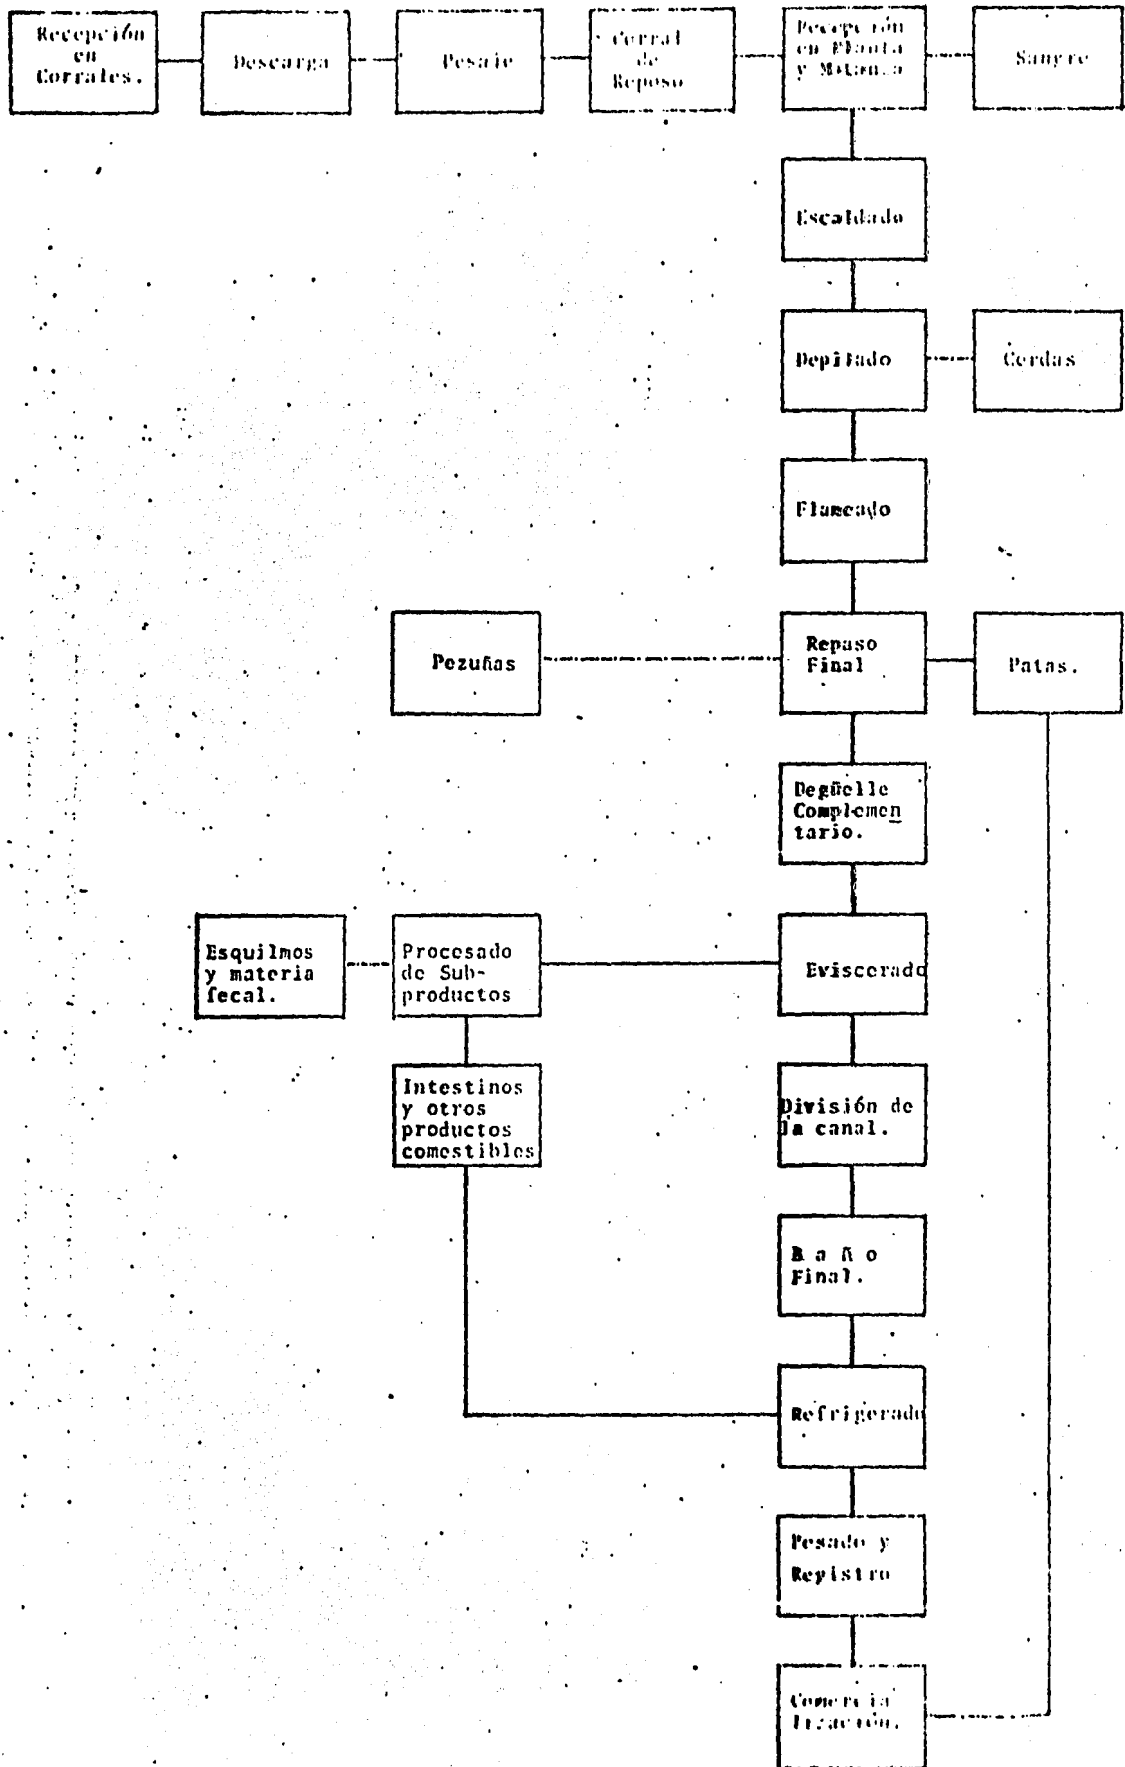 Recepción
en
Corrales.
Descarga
Pesaje
Corral
de
Reposo
Recepción
en Planta
y Matanza
Sangre
Escaldado
Depilado
Cerdas
Flameado
Pezuñas
Repaso
Final
Patas.
Degüelle
Complemen
tario.
Esquilmos
y materia
fecal.
Procesado
de Sub-
productos
Eviscerado
Intestinos
y otros
productos
comestibles
División de
la canal.
B a ñ o
Final.
Refrigerado
Pesado y
Registro
Comercia
lización.